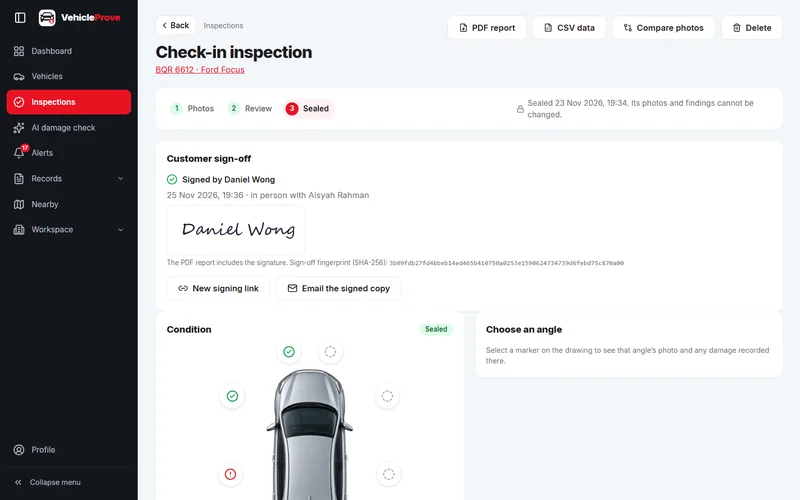 VehicleProve
Dashboard
Vehicles
Inspections
AI damage check
17
Alerts
Records
Nearby
Workspace
Profile
Collapse menu
Back
Inspections
PDF report
CSV data
Compare photos
Delete
Check-in inspection
BQR 6612 · Ford Focus
1 Photos
2 Review
3 Sealed
Sealed 23 Nov 2026, 19:34. Its photos and findings cannot be
changed.
Customer sign-off
Signed by Daniel Wong
25 Nov 2026, 19:36 · in person with Aisyah Rahman
Daniel Wong
The PDF report includes the signature. Sign-off fingerprint (SHA-256): 3b09fdb27fd4bbeb14ed465b410750a0253e1590624734739d6febd75c870a00
New signing link
Email the signed copy
Condition
Sealed
Choose an angle
Select a marker on the drawing to see that angle's photo and any damage recorded
there.